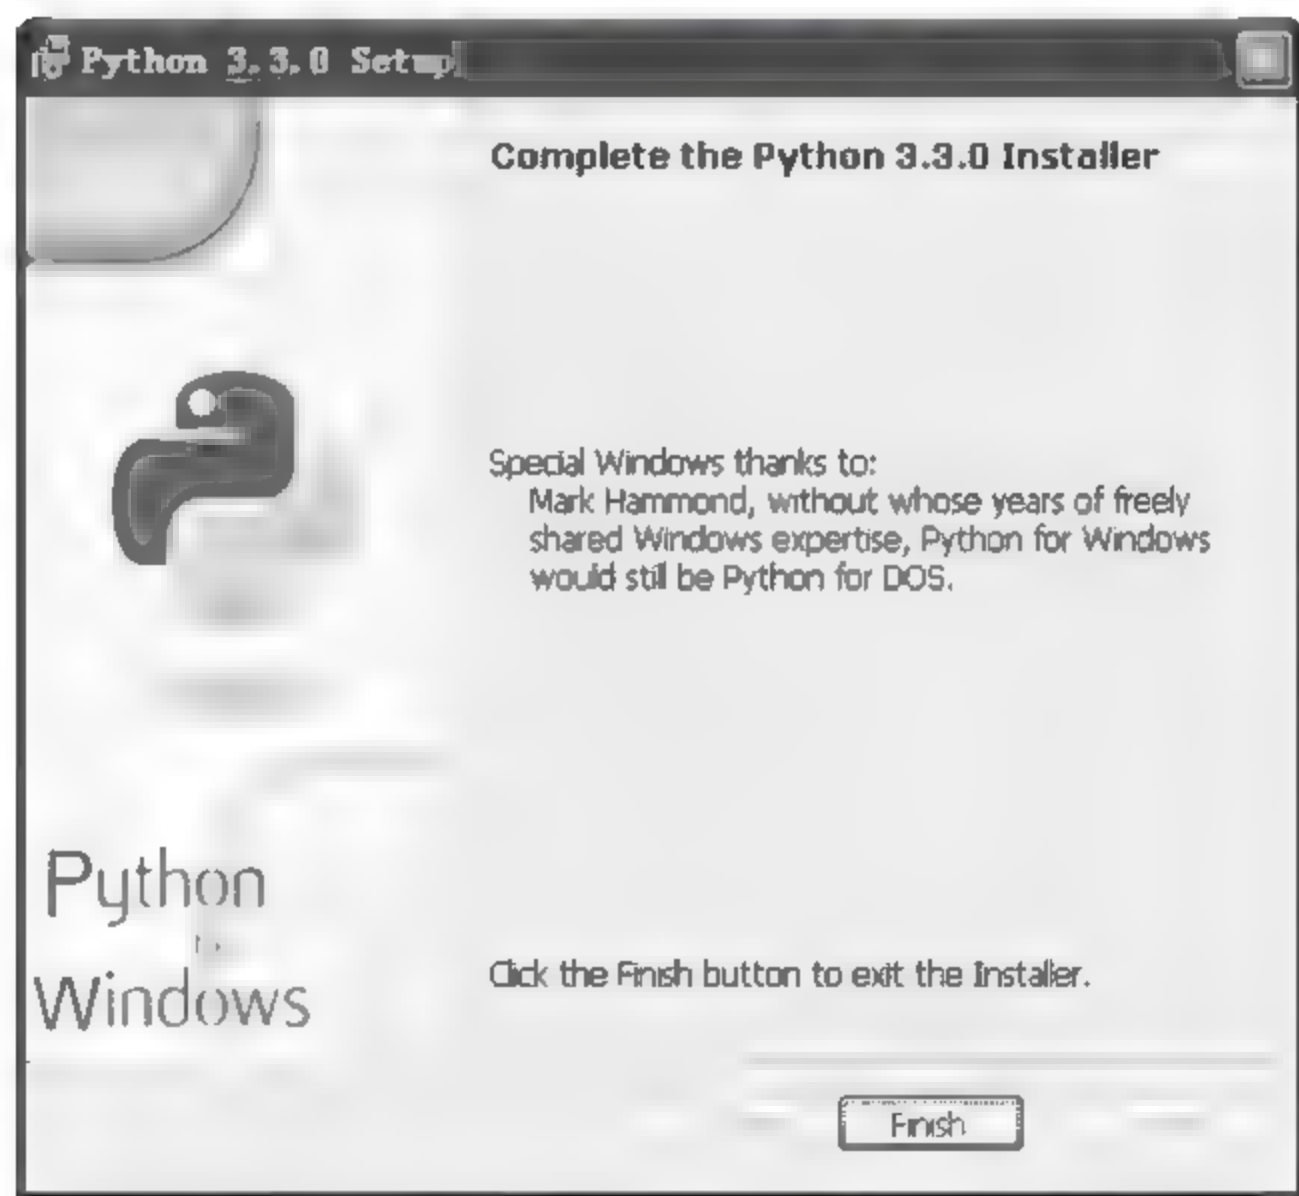 Python 3.3.0 Setup
Complete the Python 3.3.0 Installer
Special Windows thanks to:
Mark Hammond, without whose years of freely
shared Windows expertise, Python for Windows
would still be Python for DOS.
Python
Windows
Click the Finish button to exit the Installer.
Finish